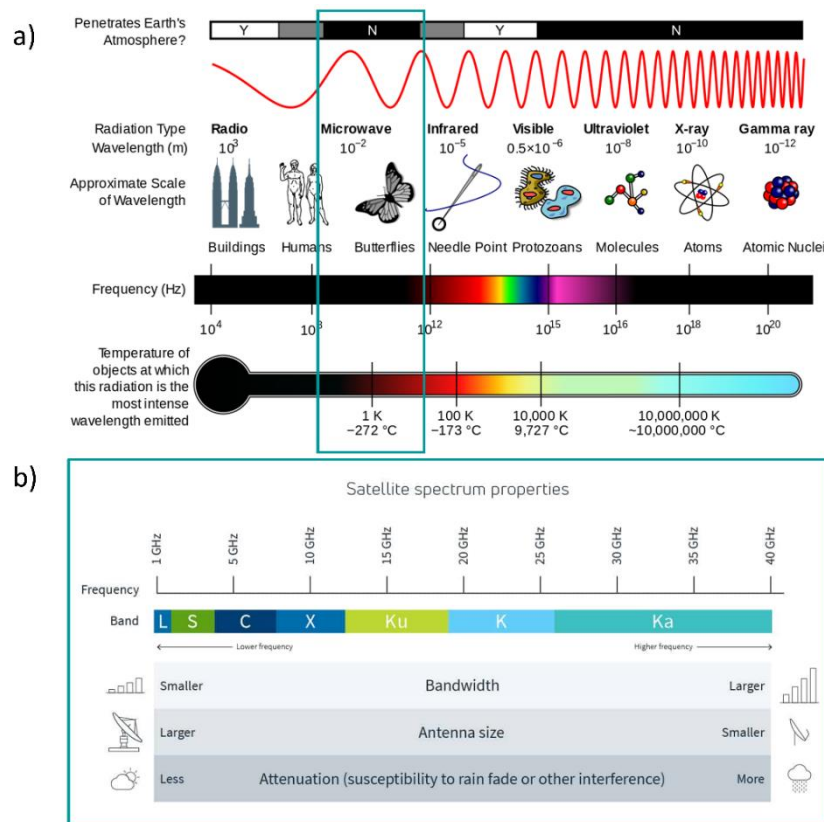 a)
Penetrates Earth's
Atmosphere?
Y N Y N
Radiation Type
Wavelength (m)
Radio Microwave Infrared Visible Ultraviolet X-ray Gamma ray
10³ 10⁻² 10⁻⁵ 0.5×10⁻⁶ 10⁻⁸ 10⁻¹⁰ 10⁻¹²
Approximate Scale
of Wavelength
Buildings Humans Butterflies Needle Point Protozoans Molecules Atoms Atomic Nuclei
Frequency (Hz)
10⁴ 10⁸ 10¹² 10¹⁵ 10¹⁶ 10¹⁸ 10²⁰
Temperature of
objects at which
this radiation is the
most intense
wavelength emitted
1 K 100 K 10,000 K 10,000,000 K
−272 °C −173 °C 9,727 °C ~10,000,000 °C
b)
Satellite spectrum properties
1 GHz 5 GHz 10 GHz 15 GHz 20 GHz 25 GHz 30 GHz 35 GHz 40 GHz
Frequency
Band L S C X Ku K Ka
Lower frequency Higher frequency
Smaller Bandwidth Larger
Larger Antenna size Smaller
Less Attenuation (susceptibility to rain fade or other interference) More